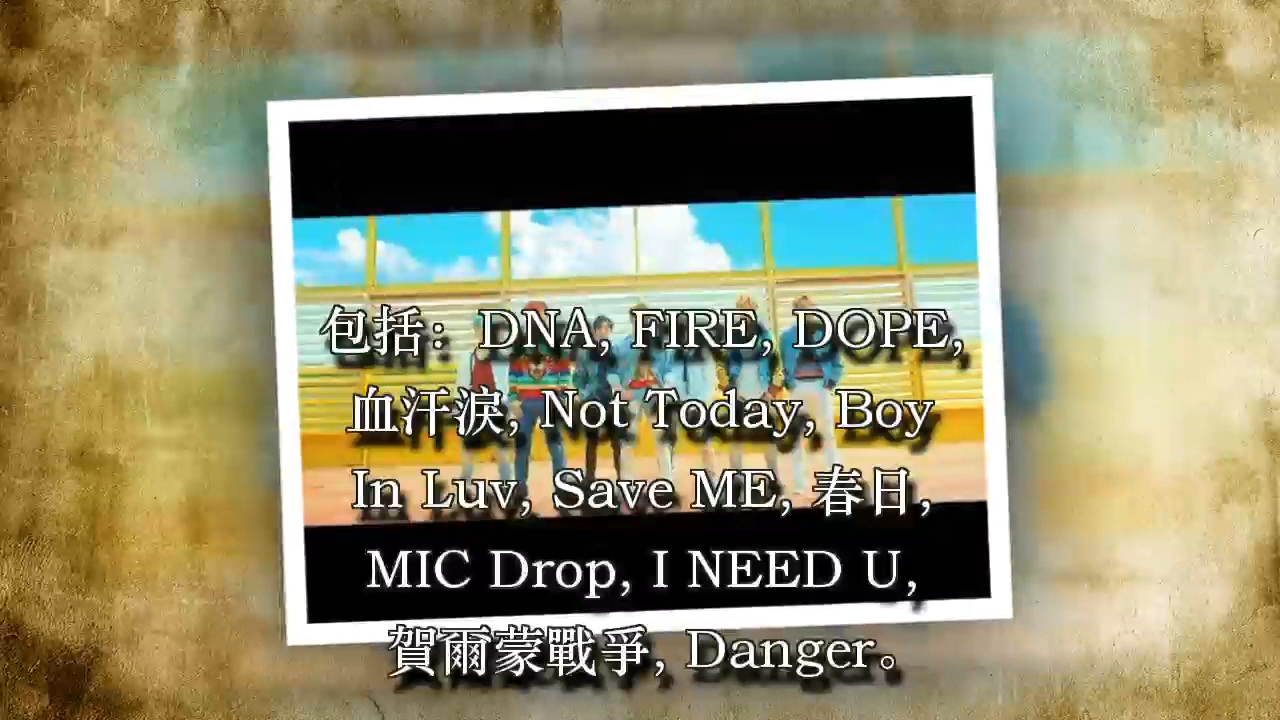 包括：DNA, FIRE, DOPE,
血汗淚, Not Today, Boy
In Luv, Save ME, 春日,
MIC Drop, I NEED U,
賀爾蒙戰爭, Danger。